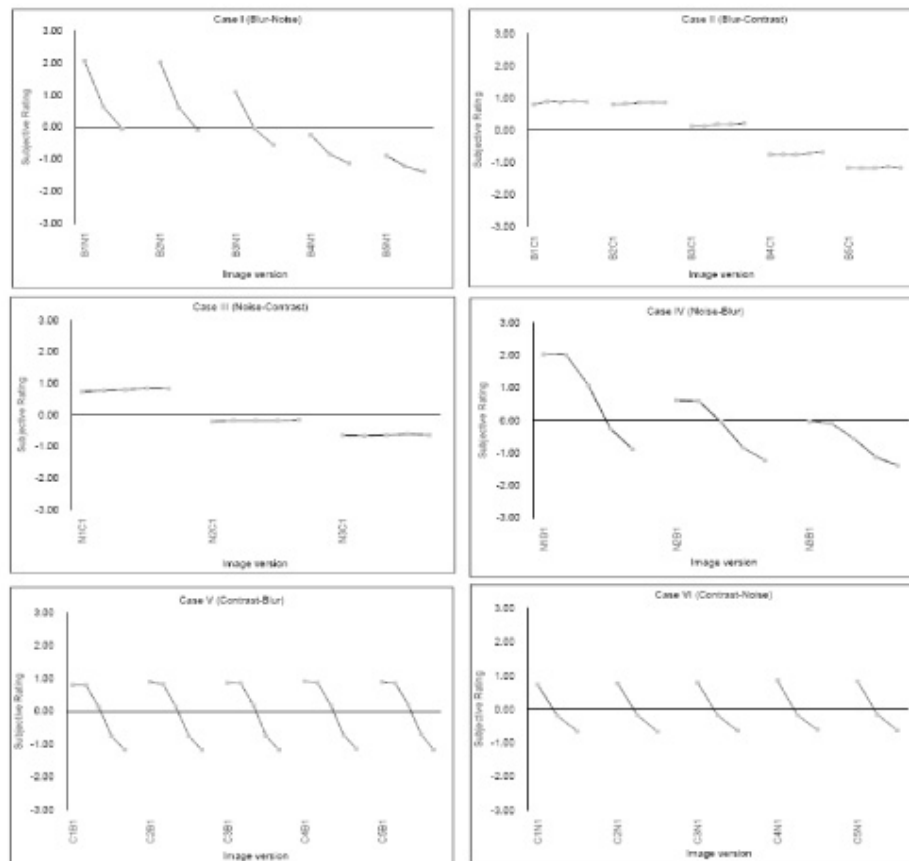 Case I (Blur-Noise)
Subjective Rating
3.00
2.00
1.00
0.00
-1.00
-2.00
-3.00
B1N1
B2N1
B3N1
B4N1
B5N1
Image version
Case II (Blur-Contrast)
Subjective Rating
3.00
2.00
1.00
0.00
-1.00
-2.00
-3.00
B1C1
B2C1
B3C1
B4C1
B5C1
Image version
Case III (Noise-Contrast)
Subjective Rating
3.00
2.00
1.00
0.00
-1.00
-2.00
-3.00
N1C1
N2C1
N3C1
Image version
Case IV (Noise-Blur)
Subjective Rating
3.00
2.00
1.00
0.00
-1.00
-2.00
-3.00
N1B1
N2B1
N3B1
Image version
Case V (Contrast-Blur)
Subjective Rating
3.00
2.00
1.00
0.00
-1.00
-2.00
-3.00
C1B1
C2B1
C3B1
C4B1
C5B1
Image version
Case VI (Contrast-Noise)
Subjective Rating
3.00
2.00
1.00
0.00
-1.00
-2.00
-3.00
C1N1
C2N1
C3N1
C4N1
C5N1
Image version